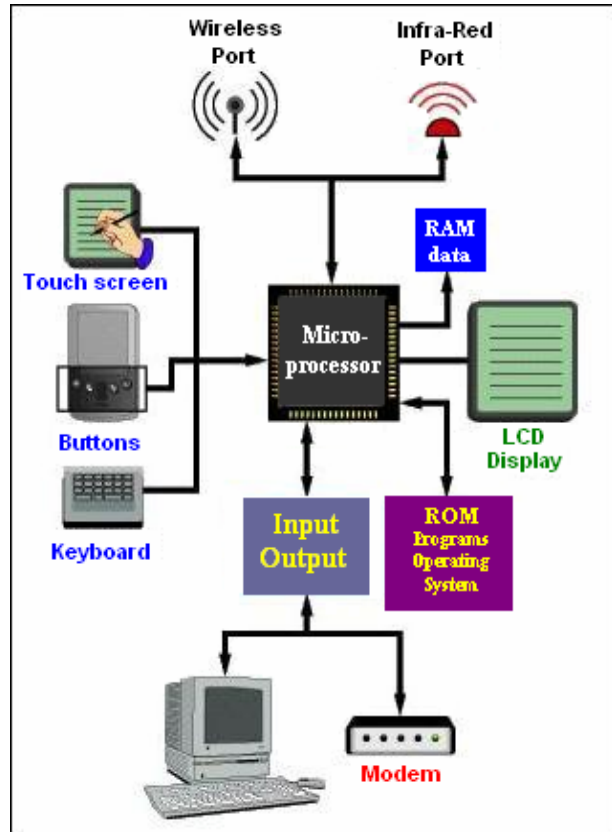 Wireless
Port
Infra-Red
Port
RAM
data
Touch screen
Micro-
processor
Buttons
LCD
Display
Keyboard
Input
Output
ROM
Programs
Operating
System
Modem